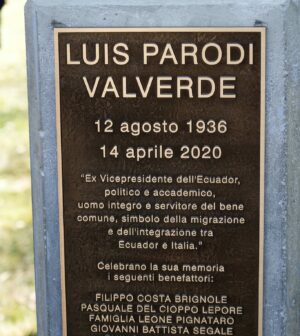 LUIS PARODI
VALVERDE
12 agosto 1936
14 aprile 2020
"Ex Vicepresidente dell'Ecuador,
politico e accademico,
uomo integro e servitore del bene
comune, simbolo della migrazione
e dell'integrazione tra
Ecuador e Italia."
Celebrano la sua memoria
i seguenti benefattori:
FILIPPO COSTA BRIGNOLE
PASQUALE DEL CIOPPO LEPORE
FAMIGLIA LEONE PIGNATARO
GIOVANNI BATTISTA SEGALE